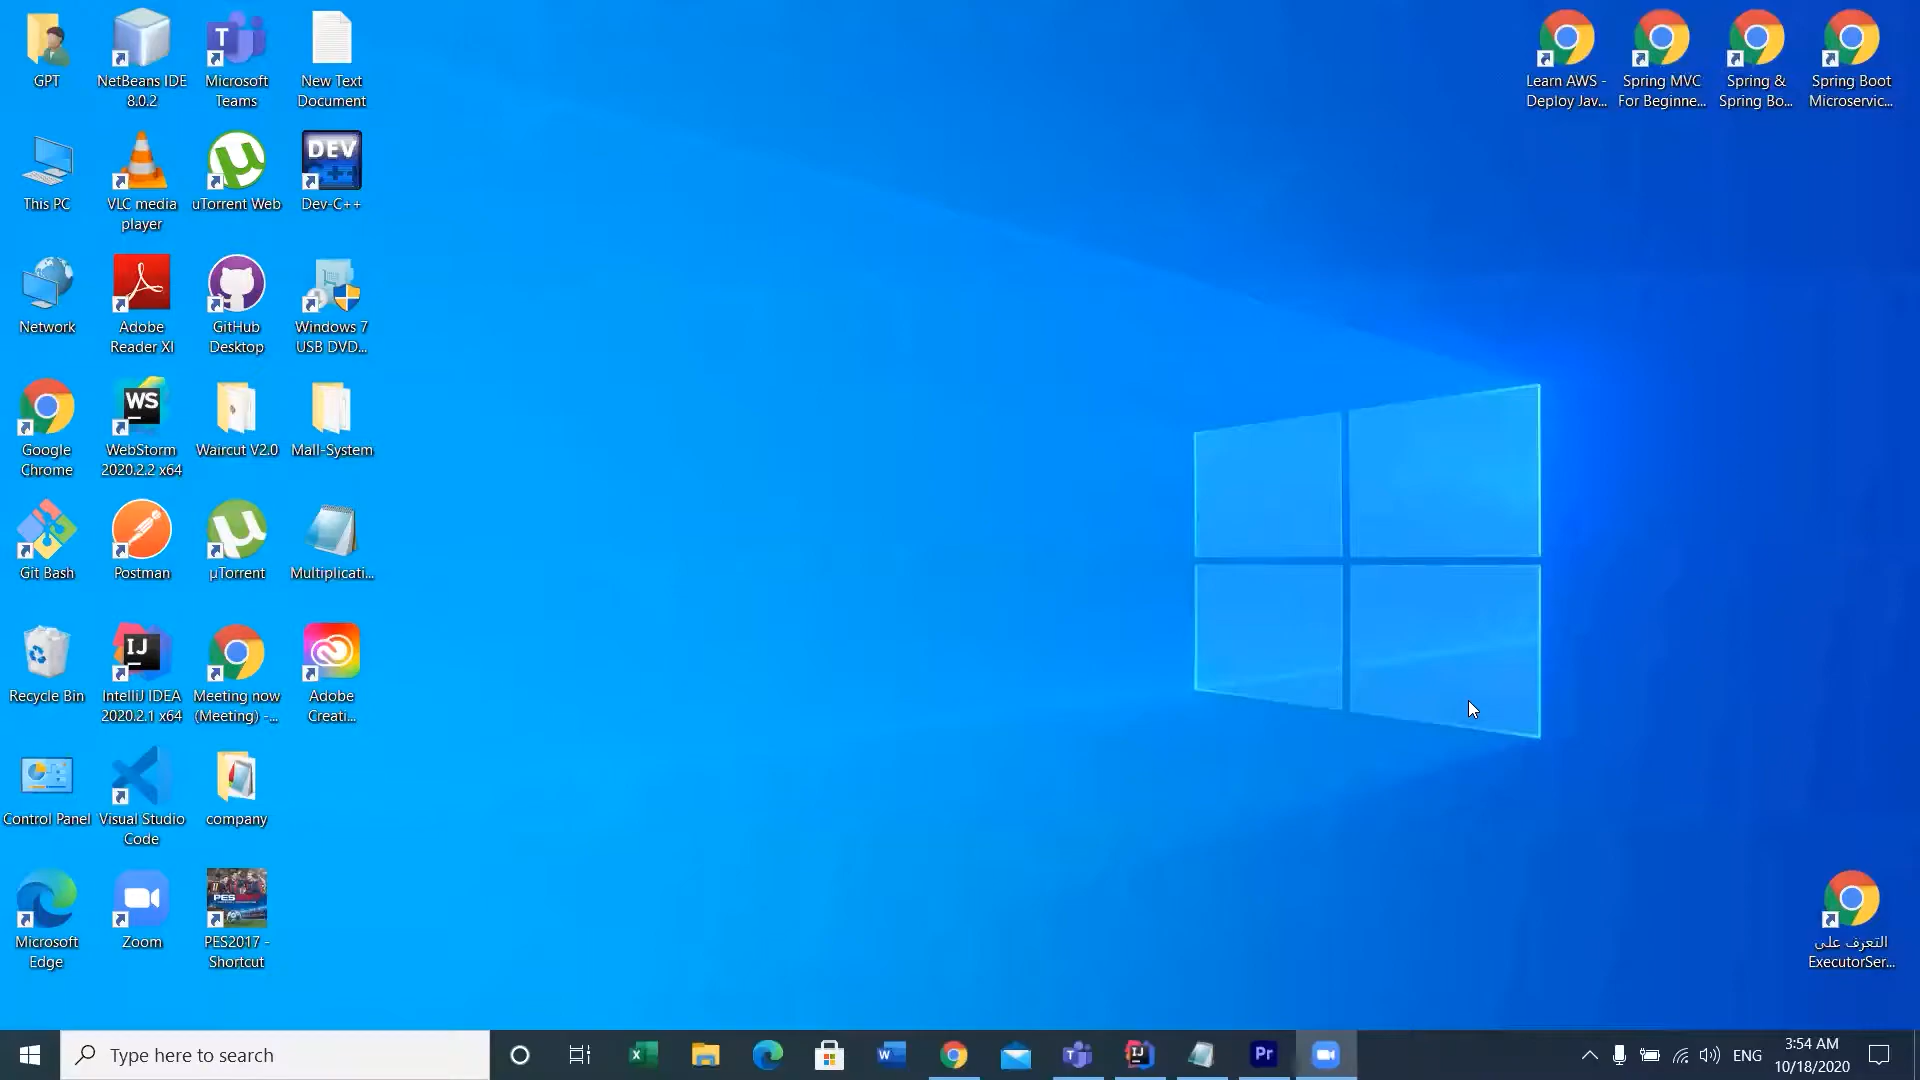 GPT
NetBeans IDE
8.0.2
Microsoft
Teams
New Text
Document
Learn AWS -
Deploy Jav...
Spring MVC
For Beginne...
Spring &
Spring Bo...
Spring Boot
Microservic...
T
This PC
VLC media
player
uTorrent Web
DEV
C++
Dev-C++
Network
Adobe
Reader XI
GitHub
Desktop
Windows 7
USB DVD...
Google
Chrome
WS
WebStorm
2020.2.2 x64
Waircut V2.0
Mall-System
Git Bash
Postman
µTorrent
Multiplicati...
Recycle Bin
IJ
IntelliJ IDEA
2020.2.1 x64
Meeting now
(Meeting) -...
Adobe
Creati...
Control Panel
Visual Studio
Code
company
Microsoft
Edge
Zoom
PES
PES2017 -
Shortcut
التعرف على
ExecutorSer...
Type here to search
X
W
T
IJ
Pr
ENG
3:54 AM
10/18/2020